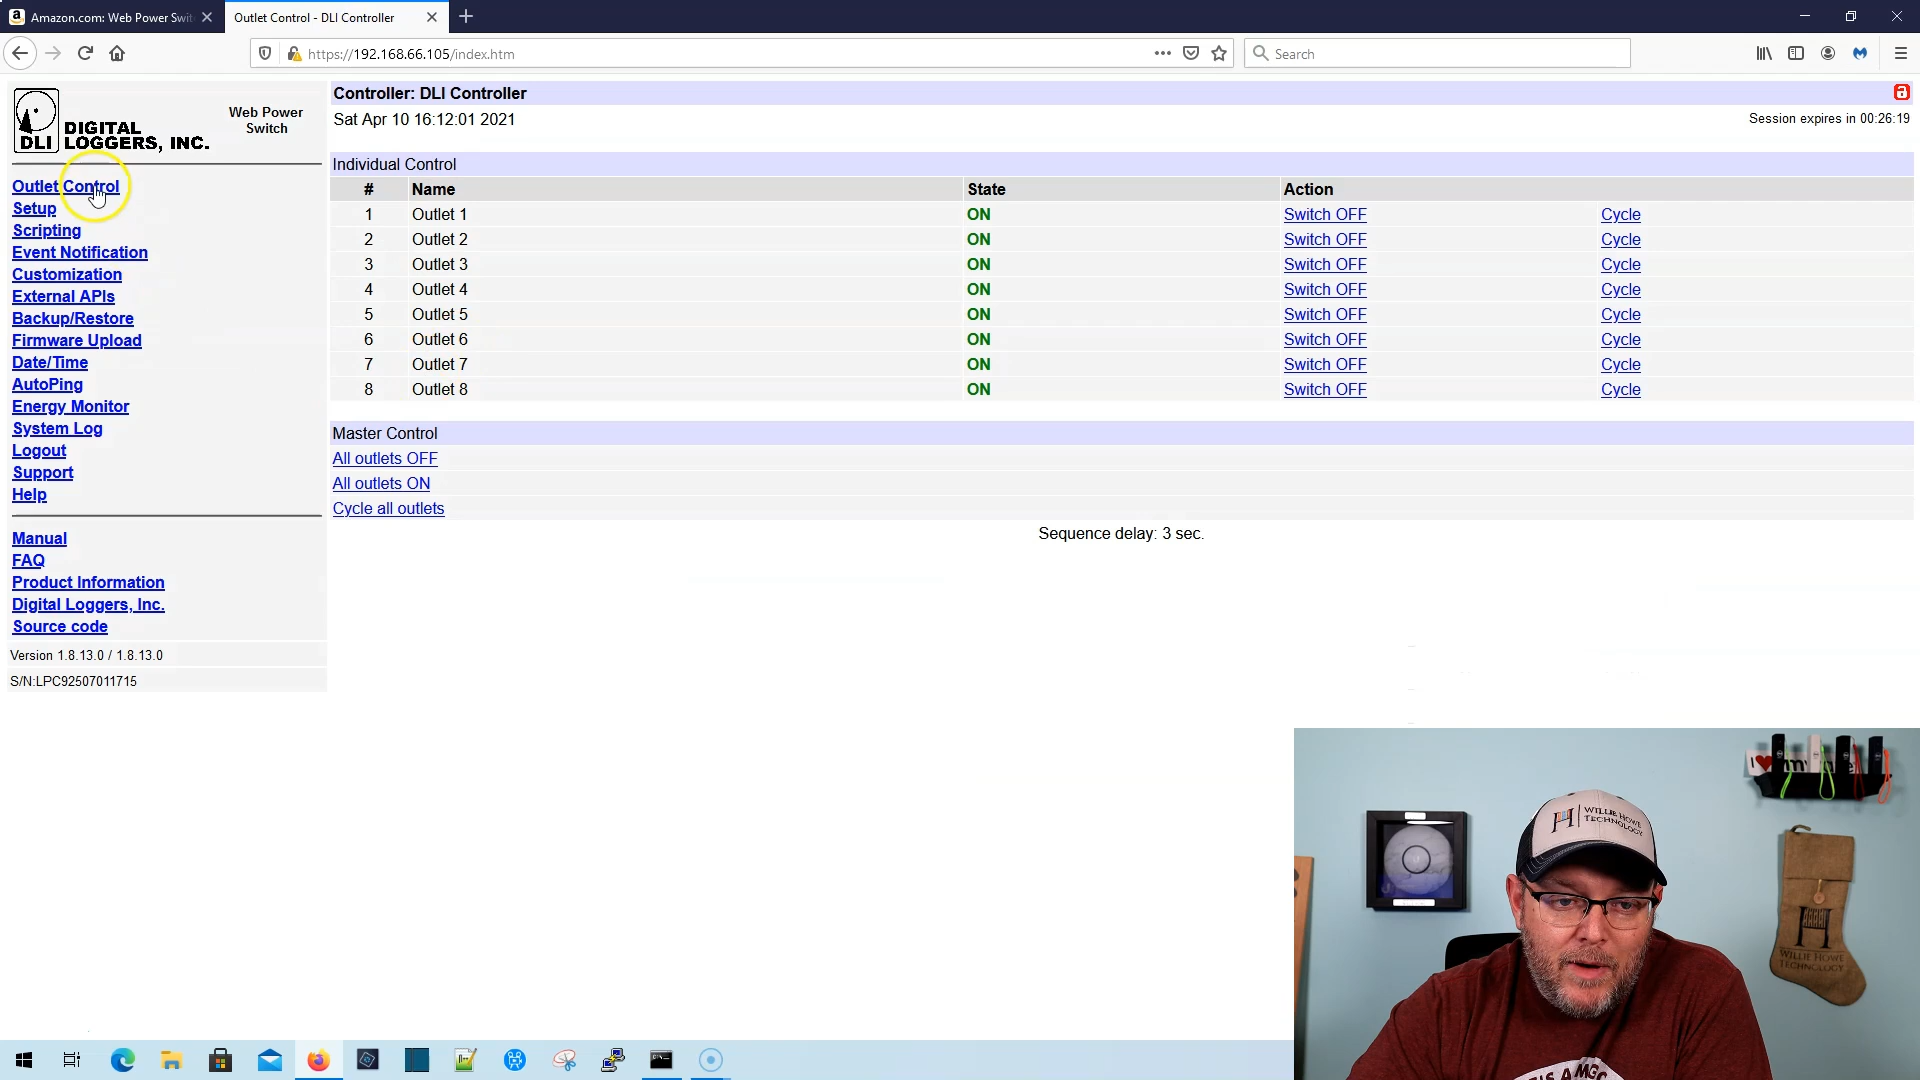 Amazon.com: Web Power Swit
Outlet Control - DLI Controller
https://192.168.66.105/index.htm
Search
DLI
DIGITAL
LOGGERS, INC.
Web Power
Switch
Outlet Control
Setup
Scripting
Event Notification
Customization
External APIs
Backup/Restore
Firmware Upload
Date/Time
AutoPing
Energy Monitor
System Log
Logout
Support
Help
Manual
FAQ
Product Information
Digital Loggers, Inc.
Source code
Version 1.8.13.0 / 1.8.13.0
S/N:LPC92507011715
Controller: DLI Controller
Sat Apr 10 16:12:01 2021
Session expires in 00:26:19
Individual Control
# Name State Action
1 Outlet 1 ON Switch OFF Cycle
2 Outlet 2 ON Switch OFF Cycle
3 Outlet 3 ON Switch OFF Cycle
4 Outlet 4 ON Switch OFF Cycle
5 Outlet 5 ON Switch OFF Cycle
6 Outlet 6 ON Switch OFF Cycle
7 Outlet 7 ON Switch OFF Cycle
8 Outlet 8 ON Switch OFF Cycle
Master Control
All outlets OFF
All outlets ON
Cycle all outlets
Sequence delay: 3 sec.
I my
H WILLIE HOWE
TECHNOLOGY
H
WILLIE HOWE
TECHNOLOGY